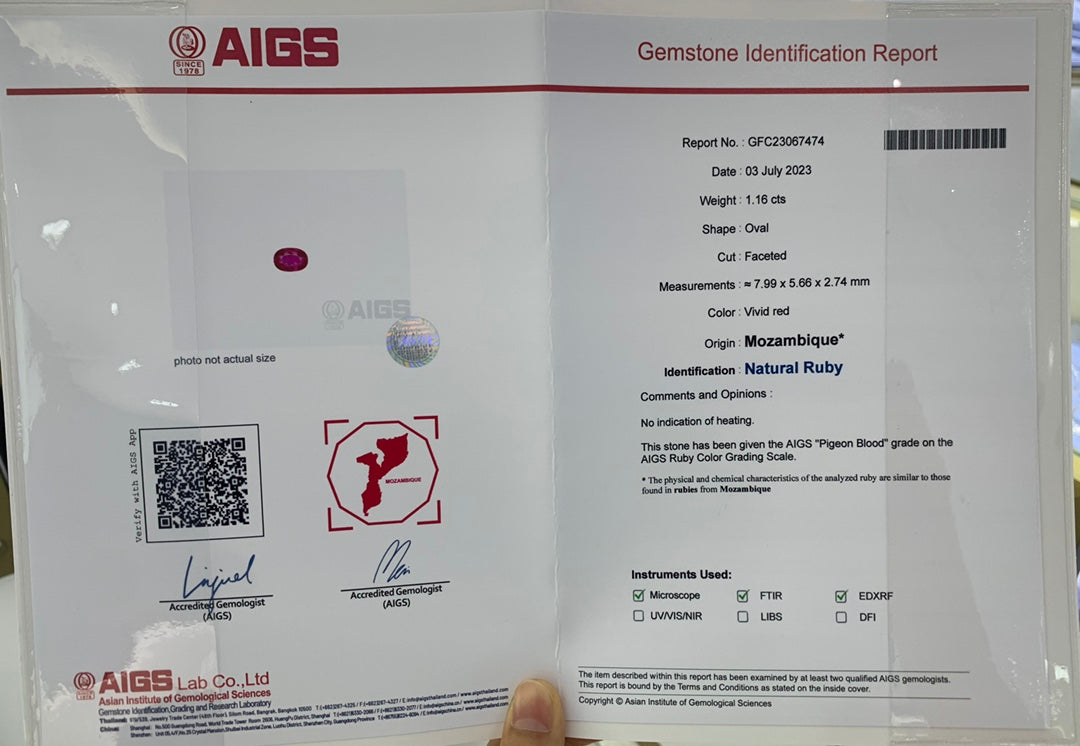 SINCE
1978
AIGS
Gemstone Identification Report
Report No. : GFC23067474
Date : 03 July 2023
Weight : 1.16 cts
Shape : Oval
Cut : Faceted
Measurements : ≈ 7.99 x 5.66 x 2.74 mm
Color : Vivid red
Origin : Mozambique*
Identification : Natural Ruby
Comments and Opinions :
No indication of heating.
This stone has been given the AIGS "Pigeon Blood" grade on the
AIGS Ruby Color Grading Scale.
* The physical and chemical characteristics of the analyzed ruby are similar to those
found in rubies from Mozambique
AIGS
photo not actual size
Verify with AIGS App
MOZAMBIQUE
Accredited Gemologist
(AIGS)
Accredited Gemologist
(AIGS)
Instruments Used:
Microscope
FTIR
EDXRF
UV/VIS/NIR
LIBS
DFI
AIGS Lab Co.,Ltd
Asian Institute of Gemological Sciences
Gemstone Identification,Grading and Research Laboratory
The item described within this report has been examined by at least two qualified AIGS gemologists.
This report is bound by the Terms and Conditions as stated on the inside cover.
Copyright © Asian Institute of Gemological Sciences